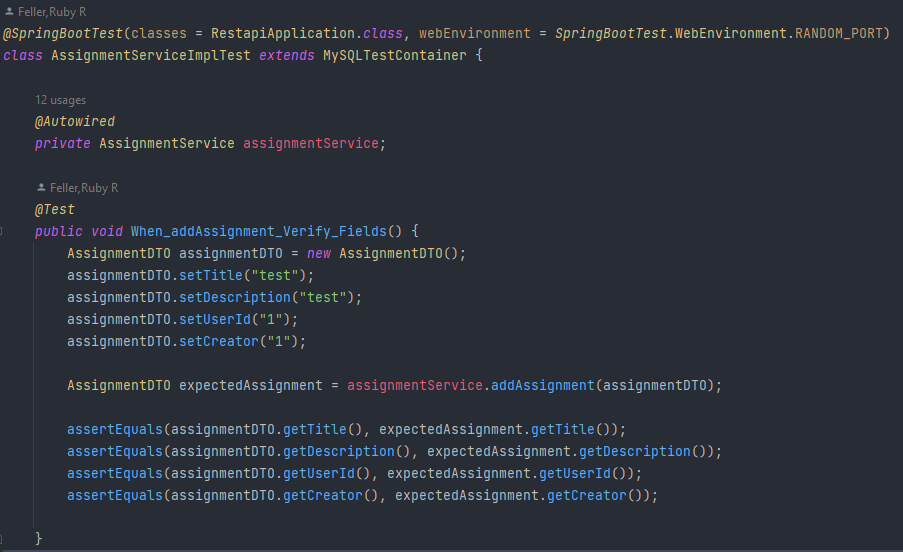 Feller,Ruby R
@SpringBootTest(classes = RestapiApplication.class, webEnvironment = SpringBootTest.WebEnvironment.RANDOM_PORT)
class AssignmentServiceImplTest extends MySQLTestContainer {
12 usages
@Autowired
private AssignmentService assignmentService;
Feller,Ruby R
@Test
public void When_addAssignment_Verify_Fields() {
AssignmentDTO assignmentDTO = new AssignmentDTO();
assignmentDTO.setTitle("test");
assignmentDTO.setDescription("test");
assignmentDTO.setUserId("1");
assignmentDTO.setCreator("1");
AssignmentDTO expectedAssignment = assignmentService.addAssignment(assignmentDTO);
assertEquals(assignmentDTO.getTitle(), expectedAssignment.getTitle());
assertEquals(assignmentDTO.getDescription(), expectedAssignment.getDescription());
assertEquals(assignmentDTO.getUserId(), expectedAssignment.getUserId());
assertEquals(assignmentDTO.getCreator(), expectedAssignment.getCreator());
}